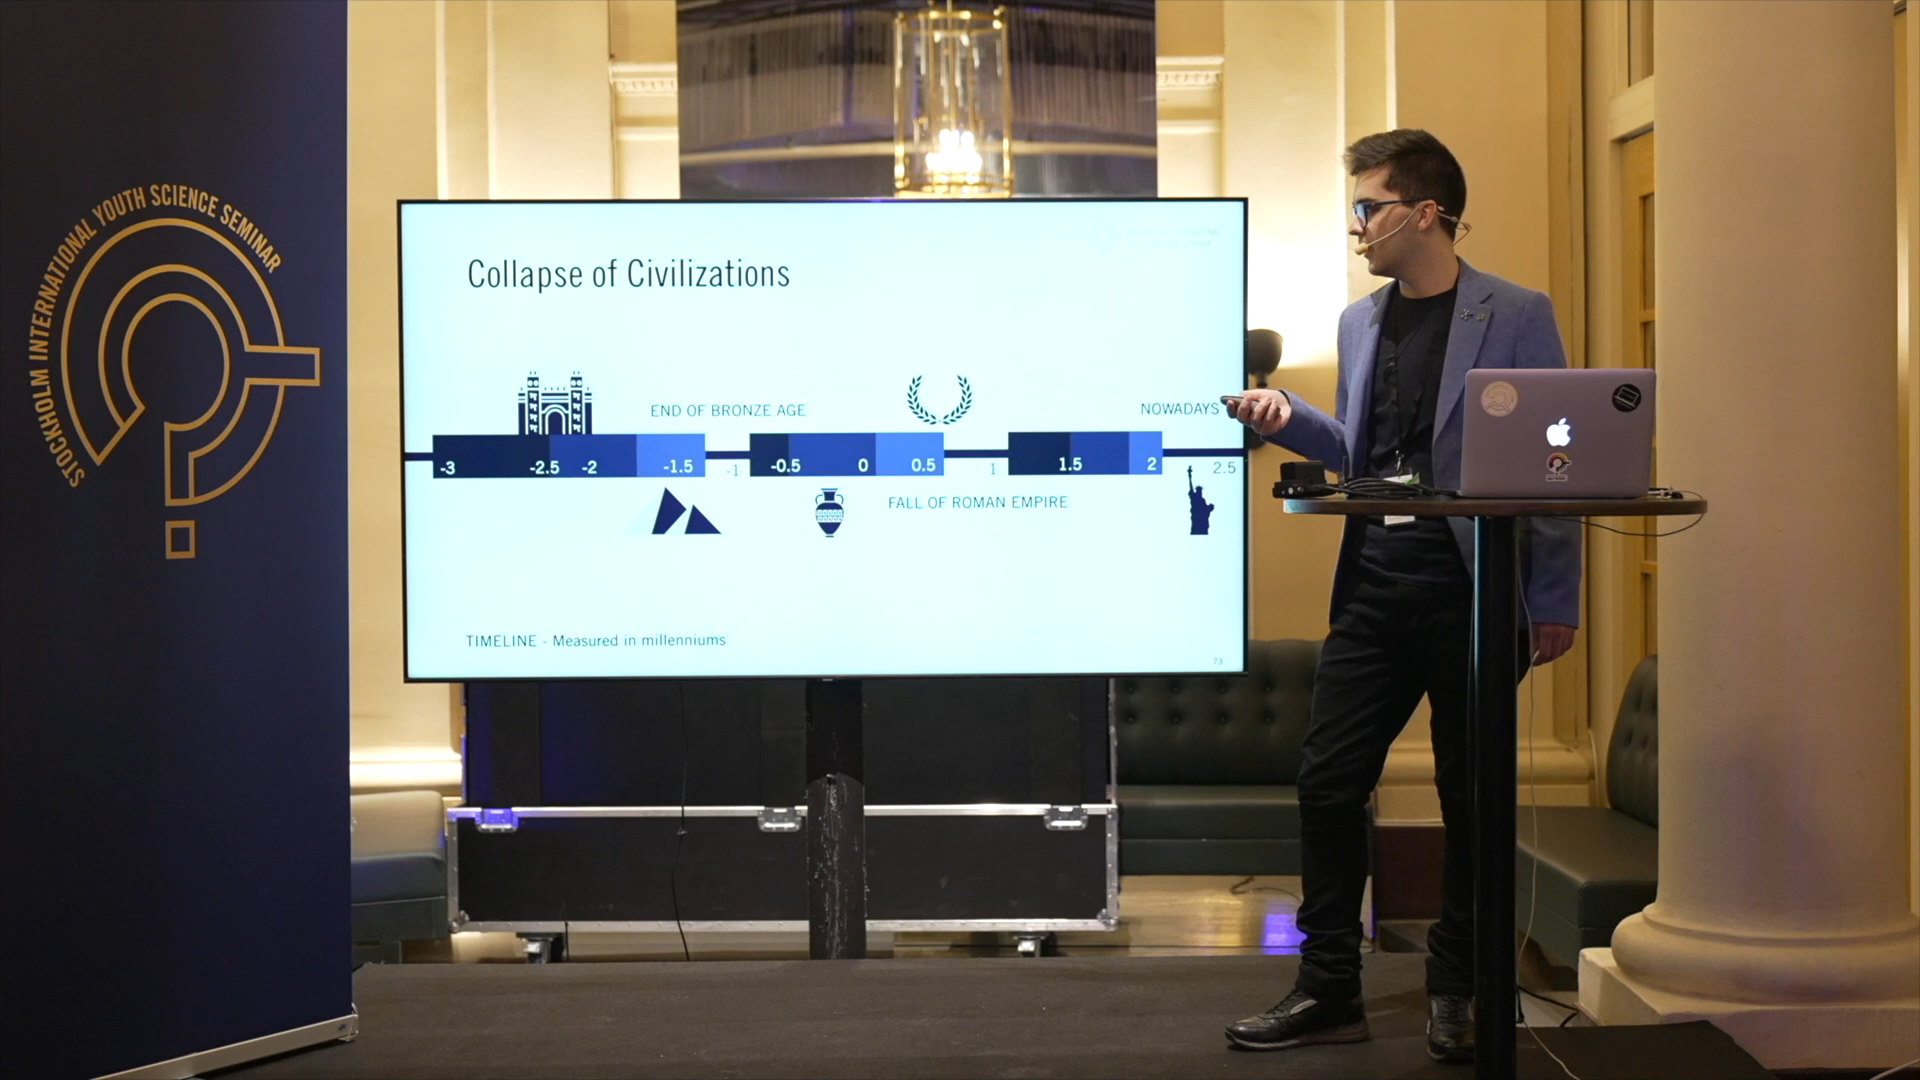 STOCKHOLM INTERNATIONAL YOUTH SCIENCE SEMINAR
Collapse of Civilizations
END OF BRONZE AGE
NOWADAYS
-3 -2.5 -2 -1.5 -1 -0.5 0 0.5 1 1.5 2 2.5
FALL OF ROMAN EMPIRE
TIMELINE - Measured in millenniums
73